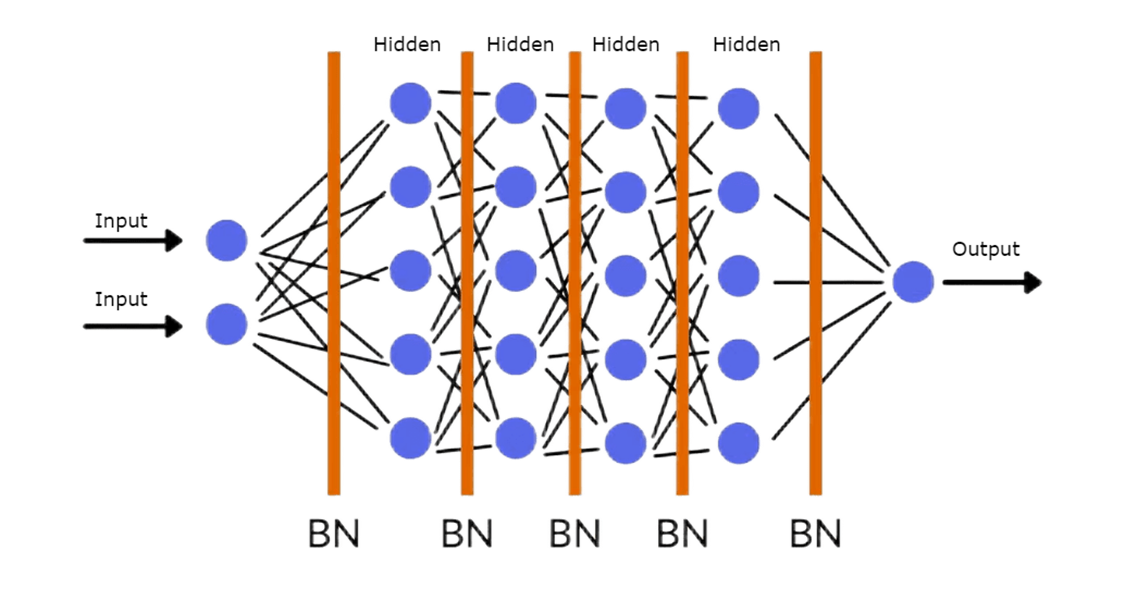 Hidden Hidden Hidden Hidden
Input
Input
Output
BN BN BN BN BN